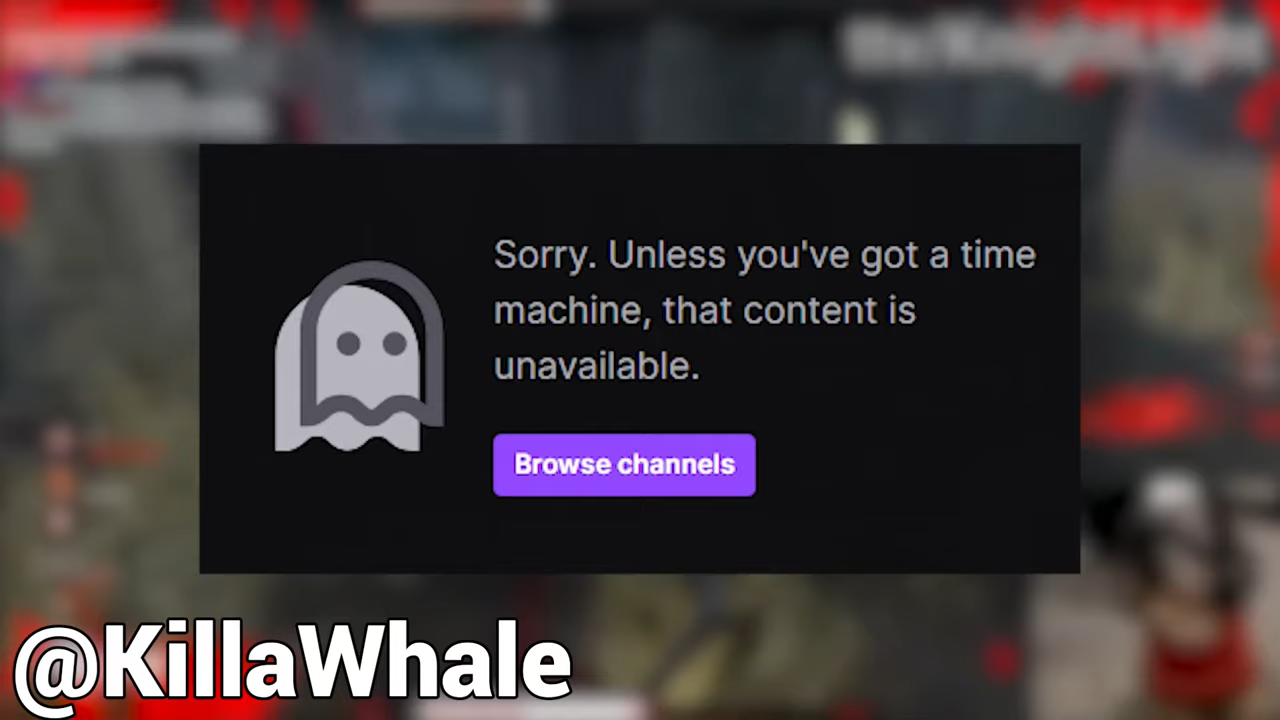 Sorry. Unless you've got a time
machine, that content is
unavailable.
Browse channels
@KillaWhale